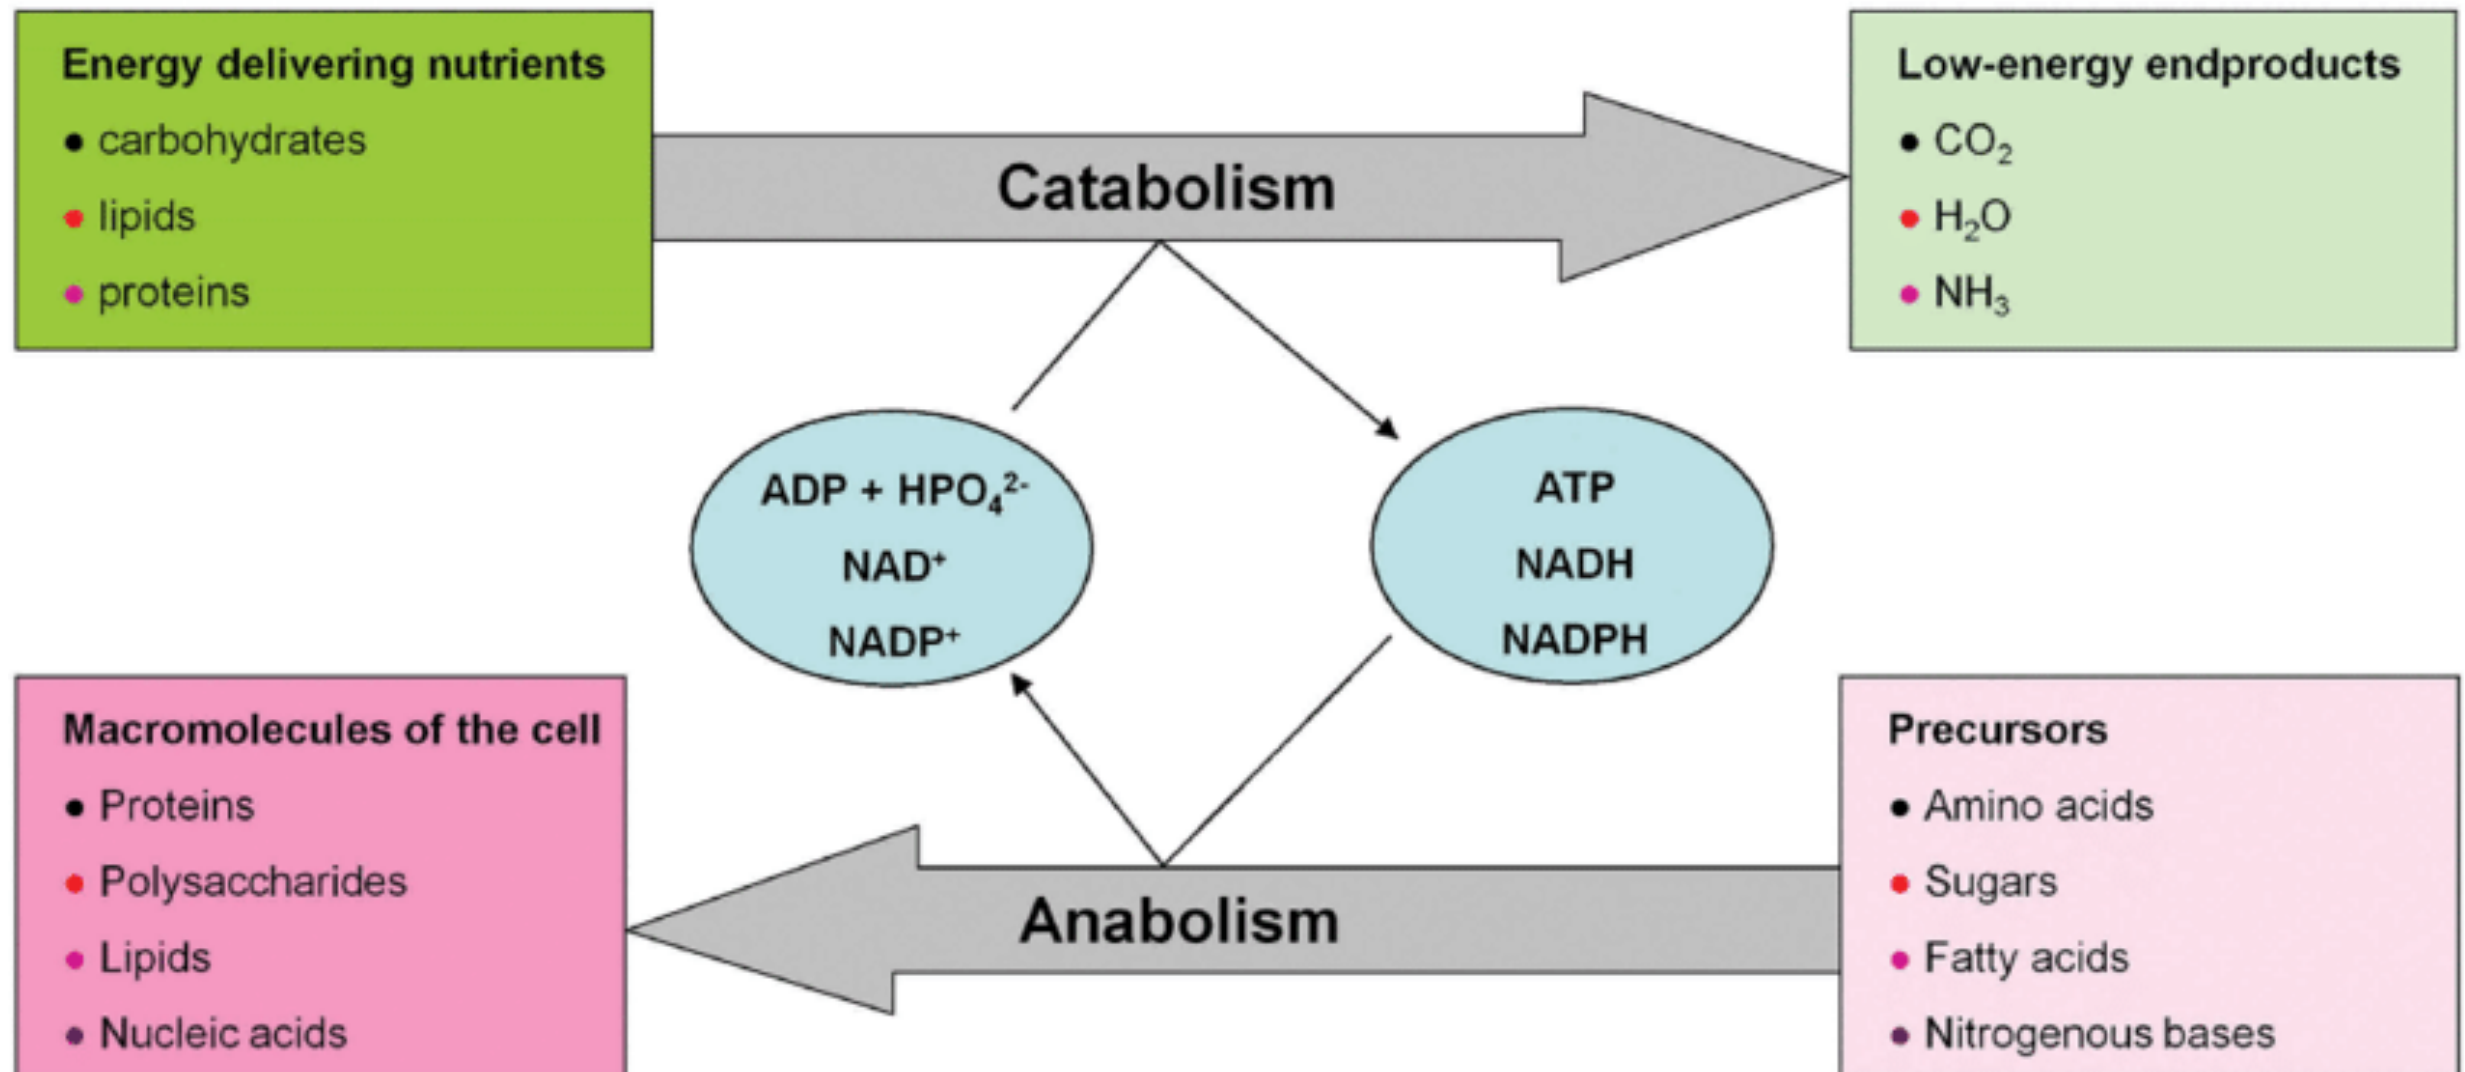 Energy delivering nutrients
• carbohydrates
• lipids
• proteins
Catabolism
Low-energy endproducts
• CO₂
• H₂O
• NH₃
ADP + HPO₄²⁻
NAD⁺
NADP⁺
ATP
NADH
NADPH
Macromolecules of the cell
• Proteins
• Polysaccharides
• Lipids
• Nucleic acids
Anabolism
Precursors
• Amino acids
• Sugars
• Fatty acids
• Nitrogenous bases